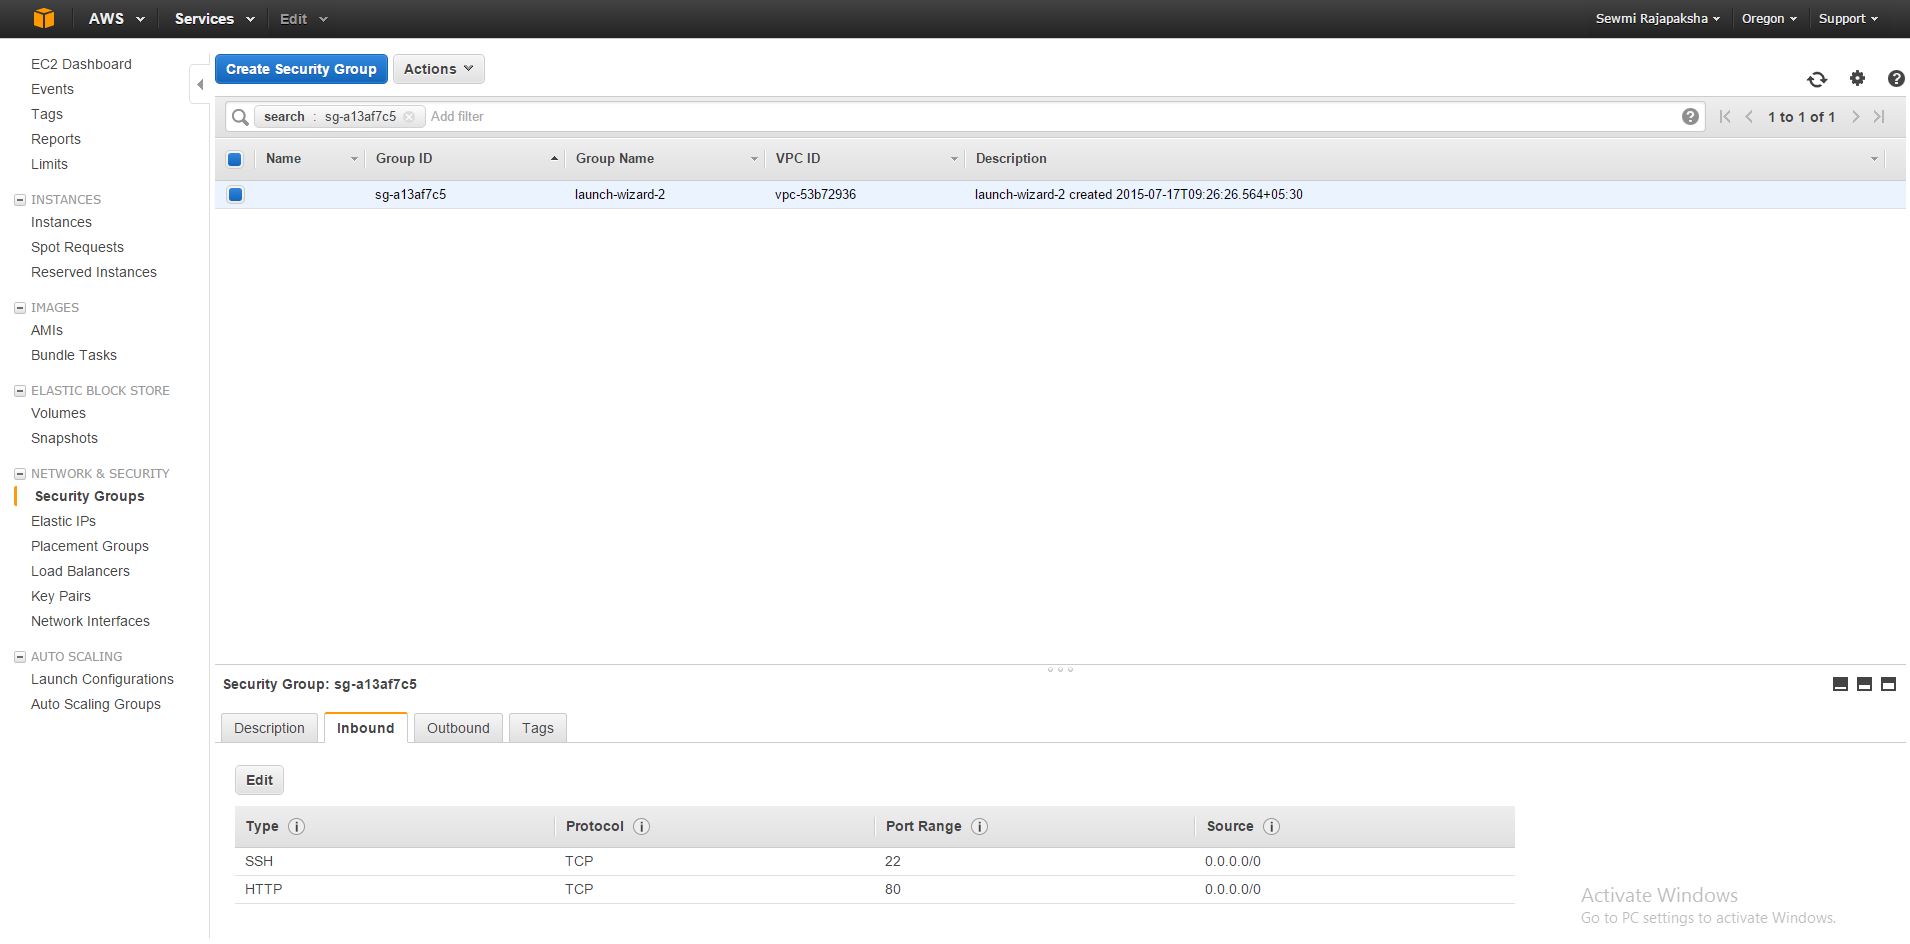 AWS Services Edit Sewmi Rajapaksha Oregon Support
EC2 Dashboard
Events
Tags
Reports
Limits
INSTANCES
Instances
Spot Requests
Reserved Instances
IMAGES
AMIs
Bundle Tasks
ELASTIC BLOCK STORE
Volumes
Snapshots
NETWORK & SECURITY
Security Groups
Elastic IPs
Placement Groups
Load Balancers
Key Pairs
Network Interfaces
AUTO SCALING
Launch Configurations
Auto Scaling Groups
Create Security Group Actions
search : sg-a13af7c5 Add filter 1 to 1 of 1
Name Group ID Group Name VPC ID Description
sg-a13af7c5 launch-wizard-2 vpc-53b72936 launch-wizard-2 created 2015-07-17T09:26:26.564+05:30
Security Group: sg-a13af7c5
Description Inbound Outbound Tags
Edit
Type Protocol Port Range Source
SSH TCP 22 0.0.0.0/0
HTTP TCP 80 0.0.0.0/0
Activate Windows
Go to PC settings to activate Windows.